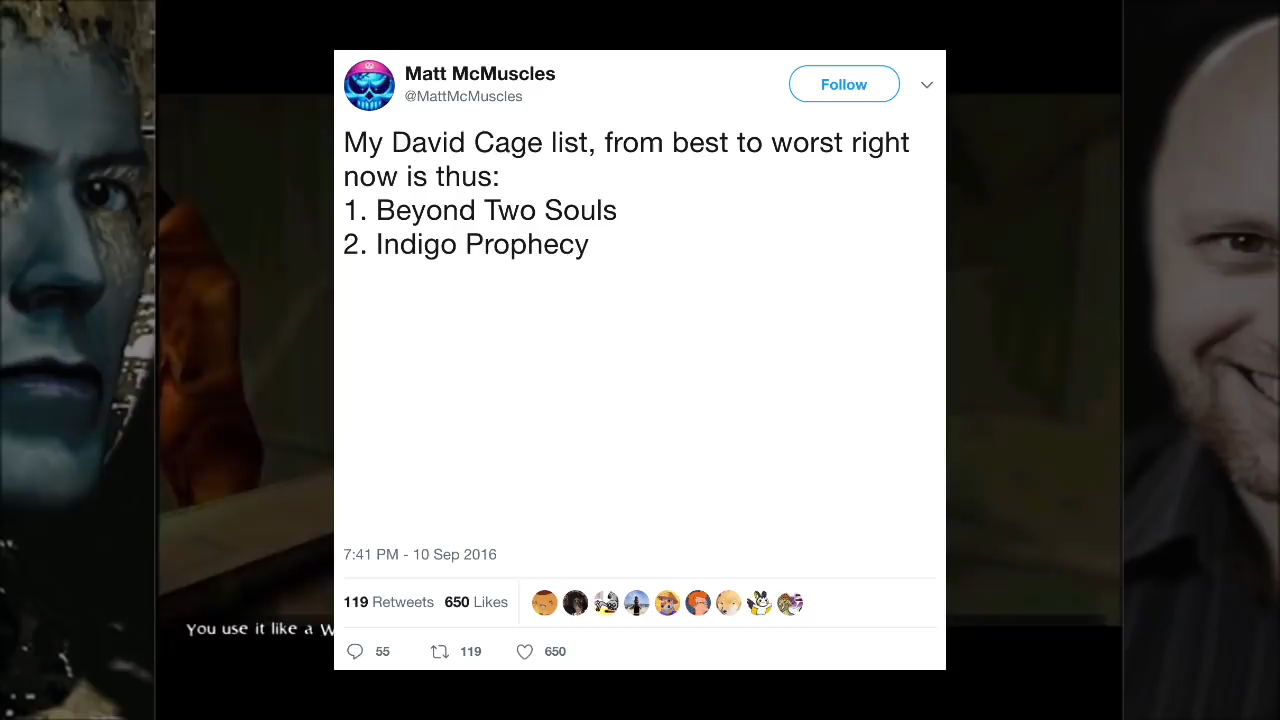 Matt McMuscles
@MattMcMuscles
Follow
My David Cage list, from best to worst right
now is thus:
1. Beyond Two Souls
2. Indigo Prophecy
7:41 PM - 10 Sep 2016
119 Retweets 650 Likes
You use it like a W
55 119 650